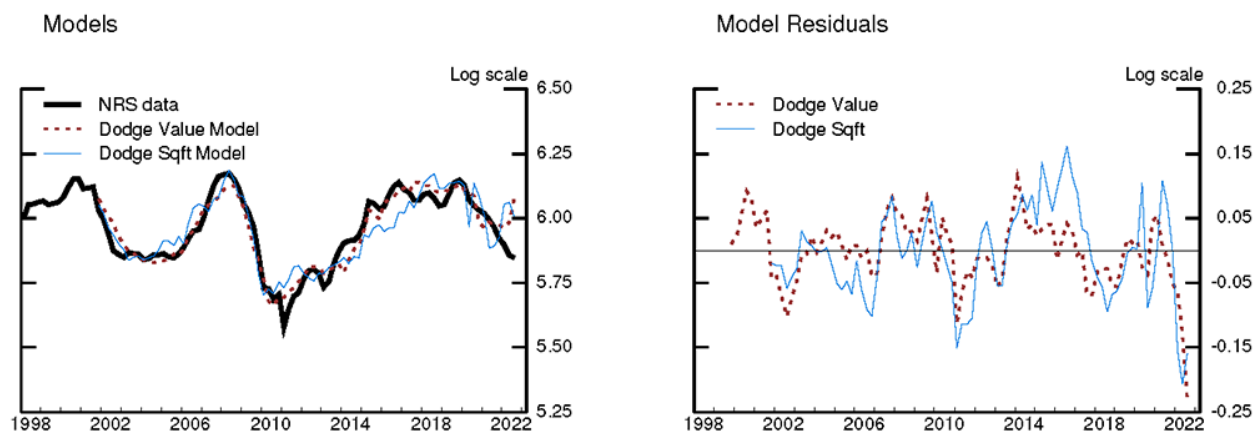 Models
Log scale
6.50
6.25
6.00
5.75
5.50
5.25
NRS data
Dodge Value Model
Dodge Sqft Model
1998 2002 2006 2010 2014 2018 2022
Model Residuals
Log scale
0.25
0.15
0.05
-0.05
-0.15
-0.25
Dodge Value
Dodge Sqft
1998 2002 2006 2010 2014 2018 2022